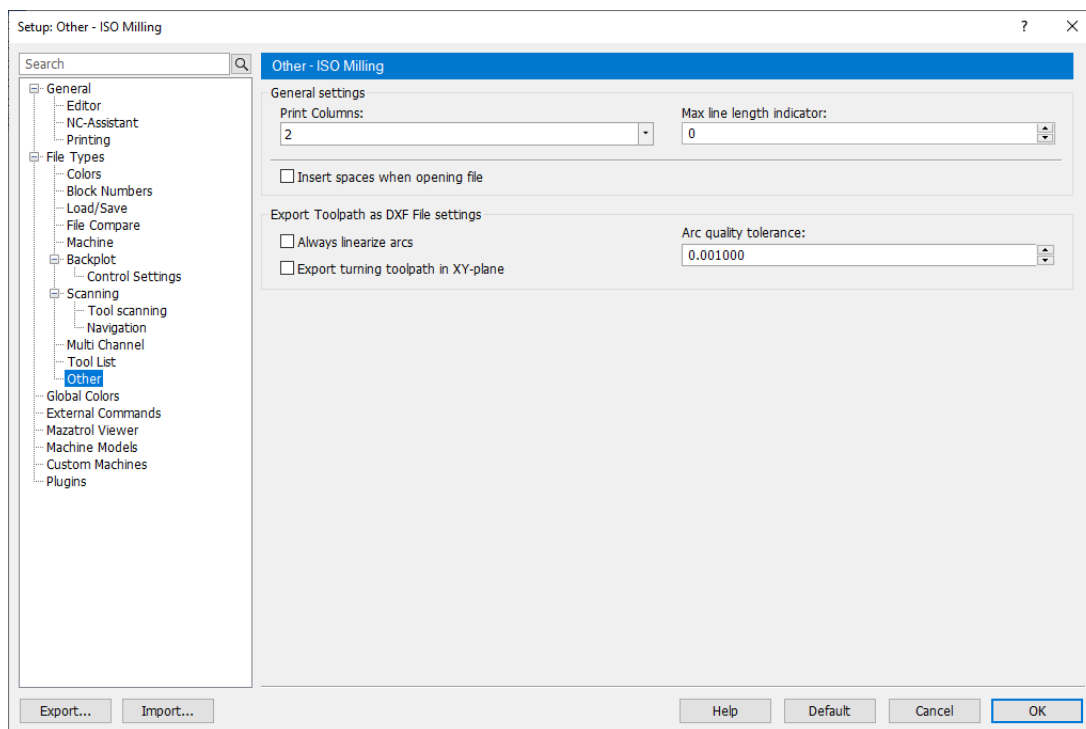 Setup: Other - ISO Milling
?
Search
General
Editor
NC-Assistant
Printing
File Types
Colors
Block Numbers
Load/Save
File Compare
Machine
Backplot
Control Settings
Scanning
Tool scanning
Navigation
Multi Channel
Tool List
Other
Global Colors
External Commands
Mazatrol Viewer
Machine Models
Custom Machines
Plugins
Other - ISO Milling
General settings
Print Columns:
2
Max line length indicator:
0
Insert spaces when opening file
Export Toolpath as DXF File settings
Always linearize arcs
Export turning toolpath in XY-plane
Arc quality tolerance:
0.001000
Export...
Import...
Help
Default
Cancel
OK